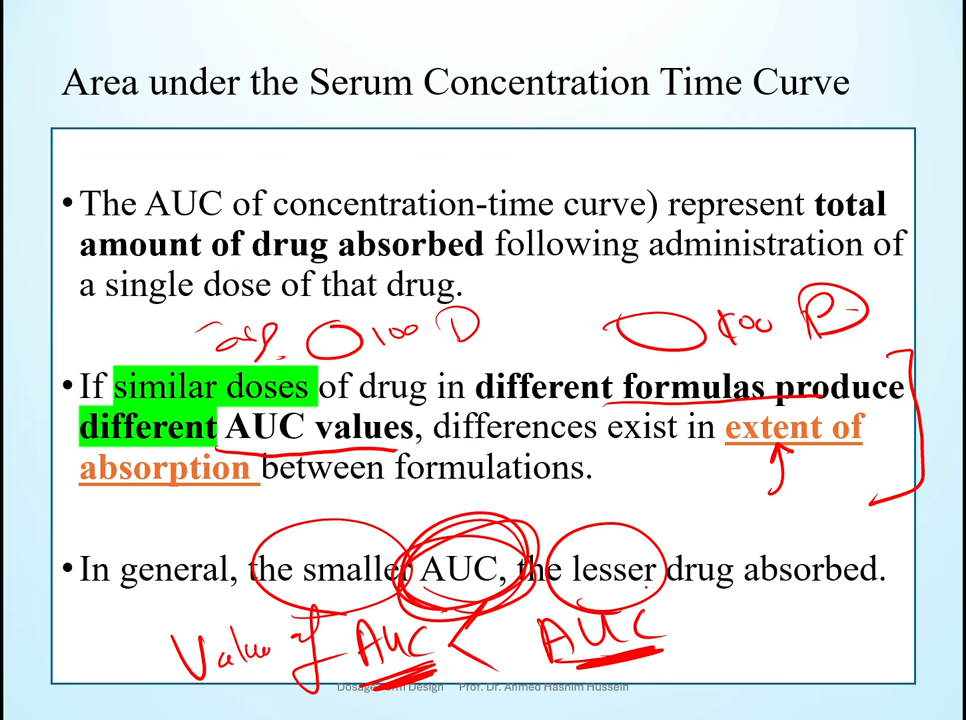 Area under the Serum Concentration Time Curve
•The AUC of concentration-time curve) represent total
amount of drug absorbed following administration of
a single dose of that drug.
100 D
•If similar doses of drug in different formulas produce
different AUC values, differences exist in extent of
absorption between formulations.
•In general, the smaller AUC, the lesser drug absorbed.
Value of AUC < AUC
Dosage Form Design Prof. Dr. Ahmed Hashim Hussein